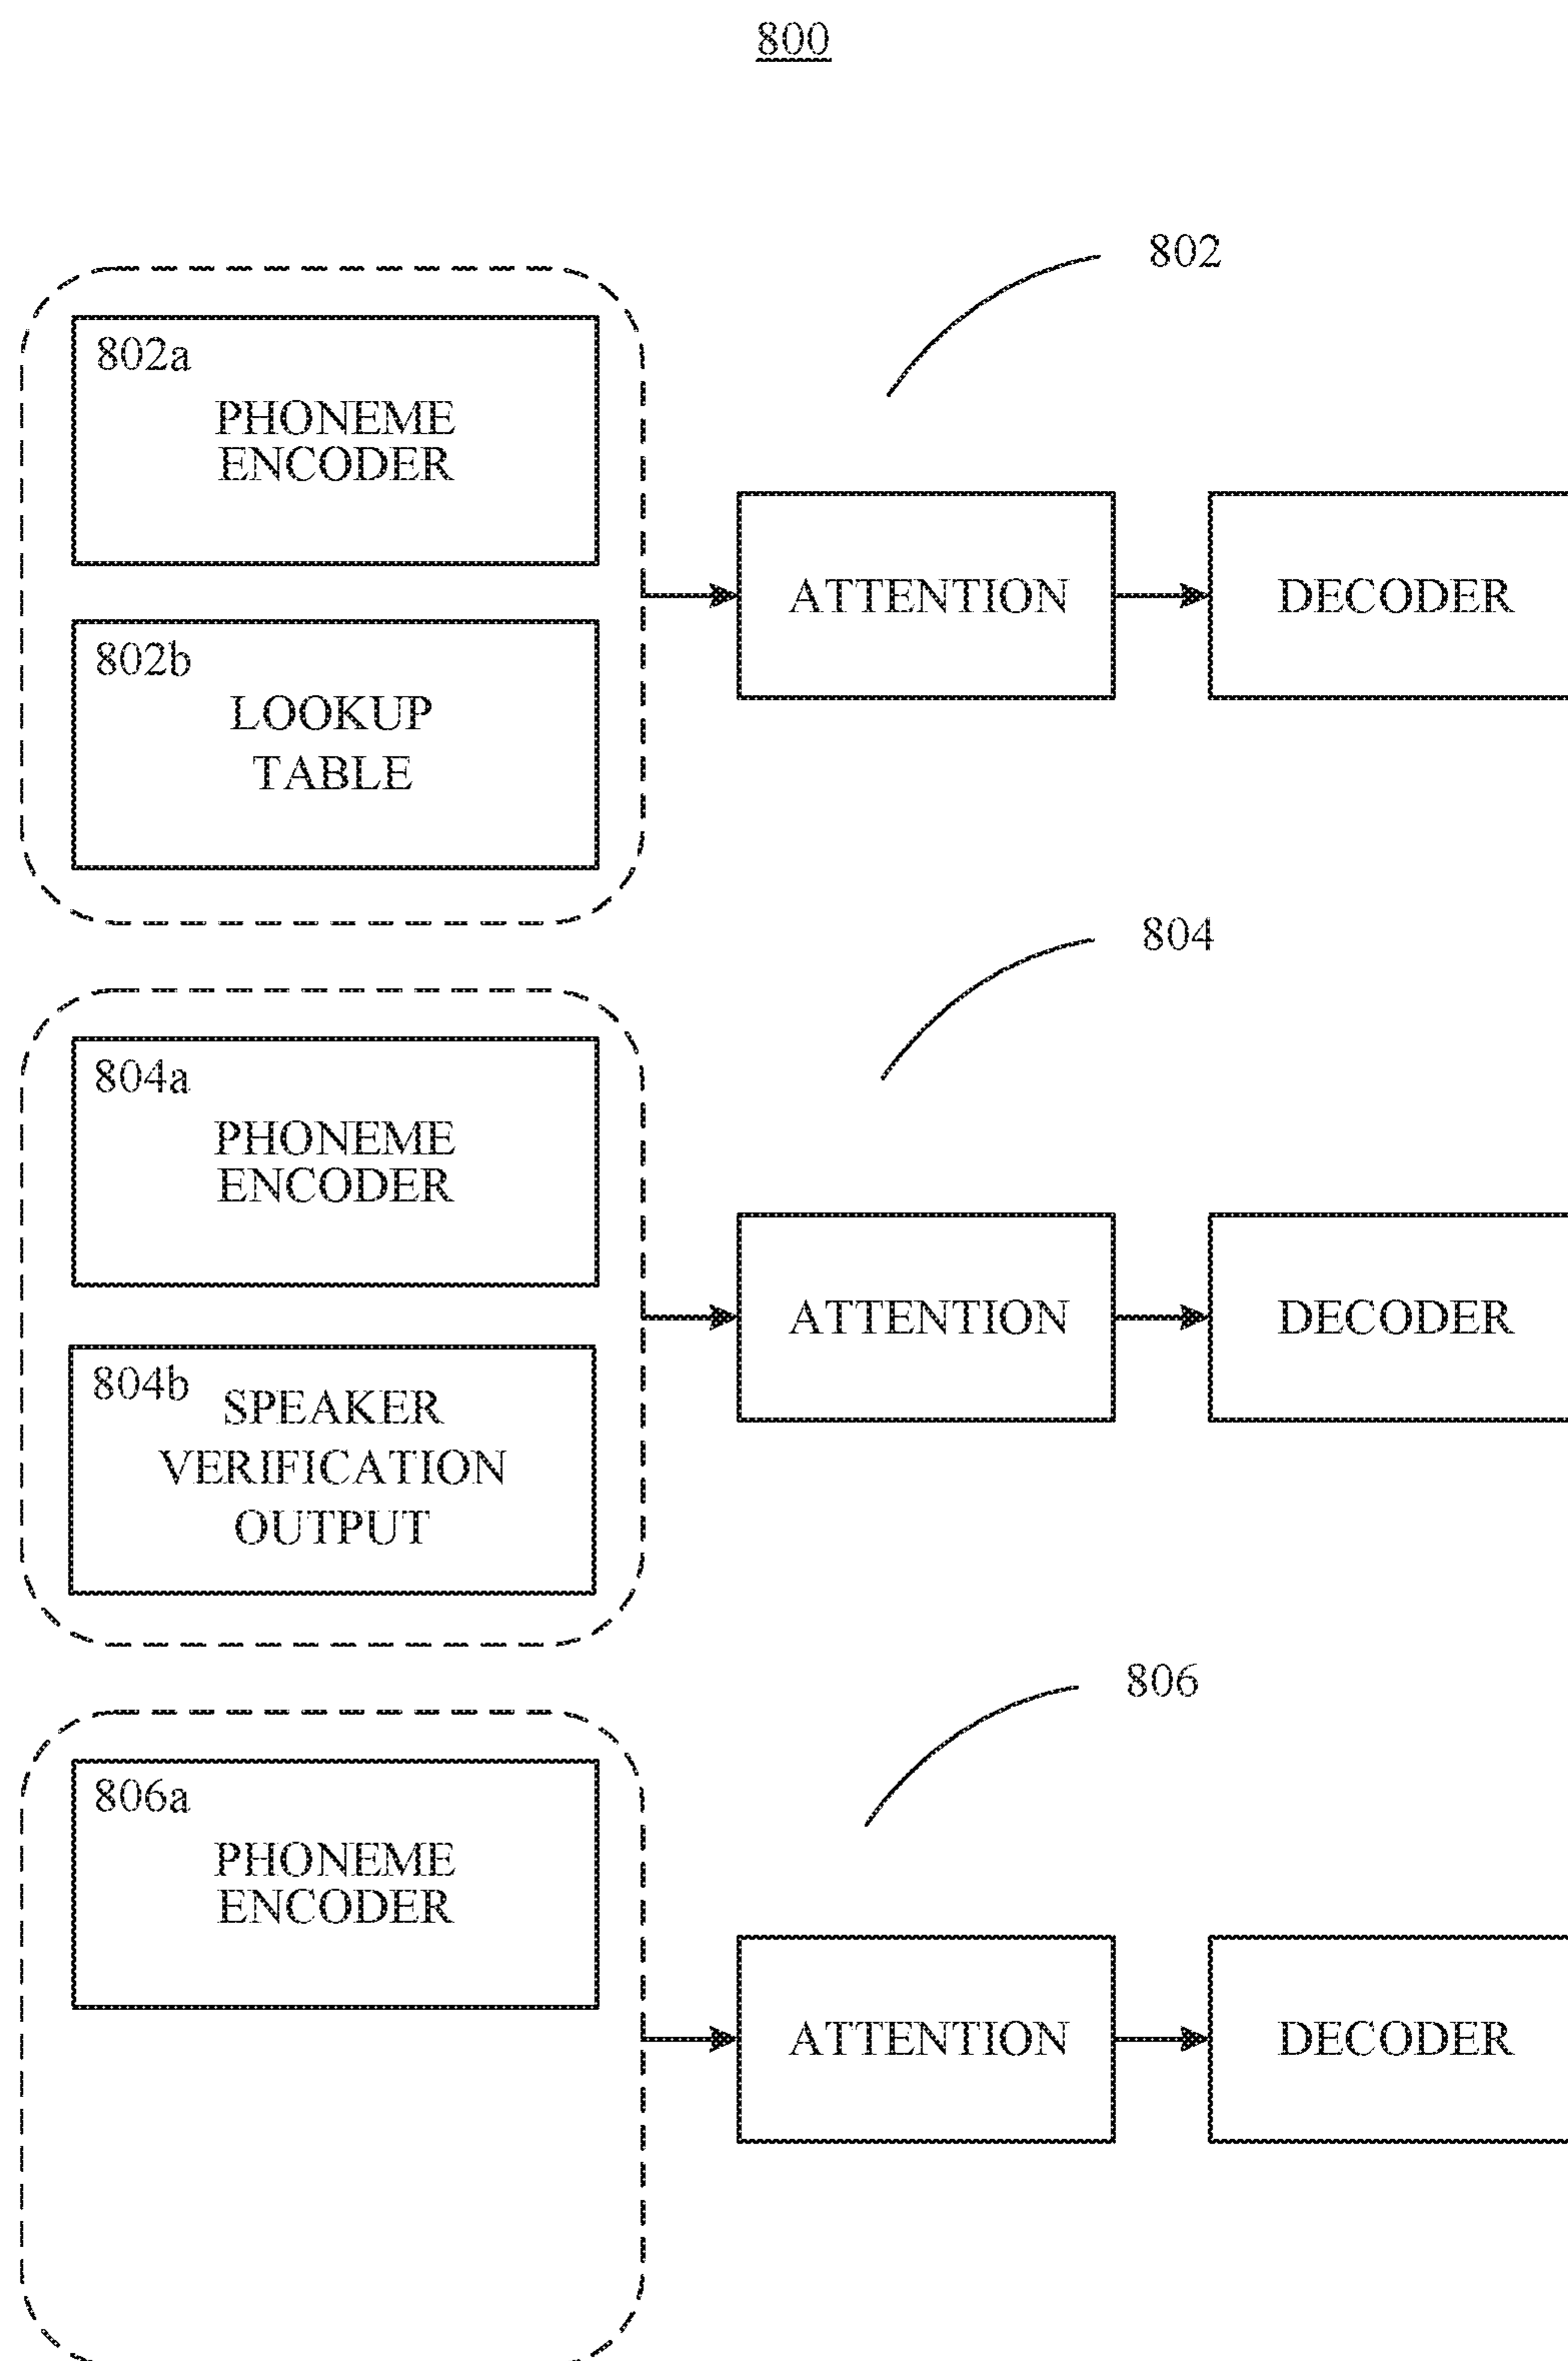 800
802
802a
PHONEME
ENCODER
ATTENTION
DECODER
802b
LOOKUP
TABLE
804
804a
PHONEME
ENCODER
ATTENTION
DECODER
804b
SPEAKER
VERIFICATION
OUTPUT
806
806a
PHONEME
ENCODER
ATTENTION
DECODER